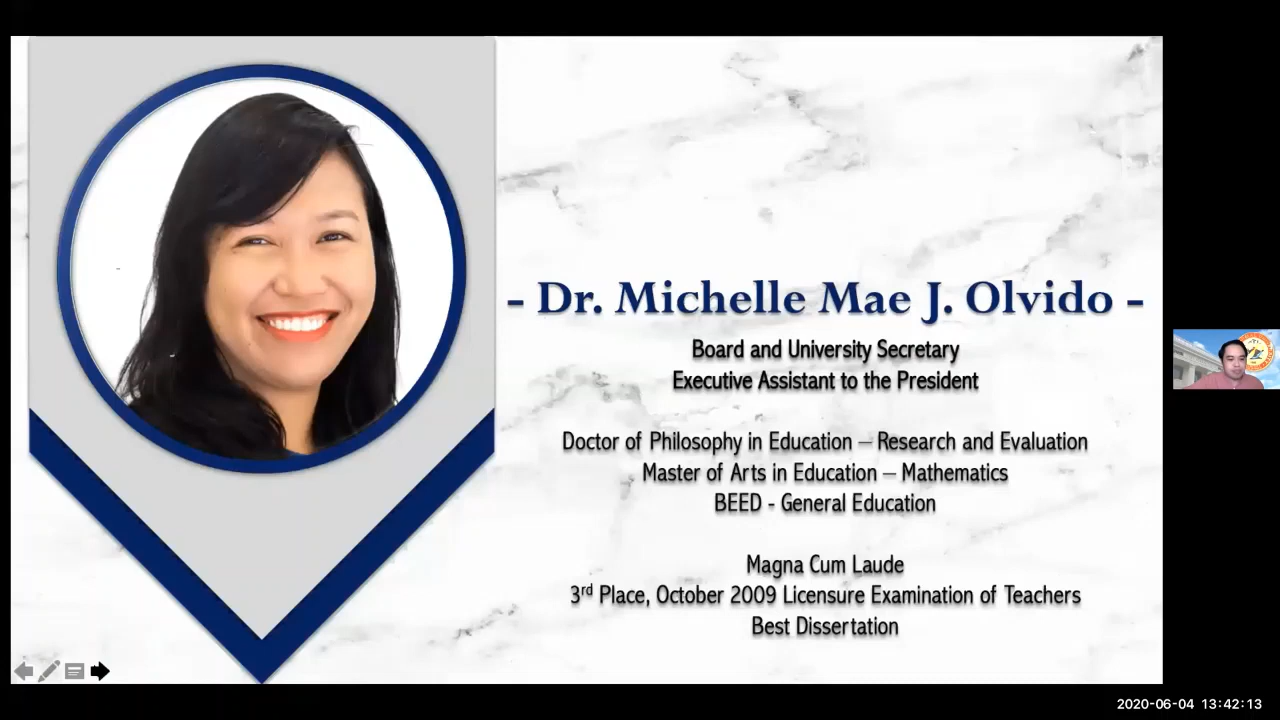 - Dr. Michelle Mae J. Olvido -
Board and University Secretary
Executive Assistant to the President
Doctor of Philosophy in Education – Research and Evaluation
Master of Arts in Education – Mathematics
BEED - General Education
Magna Cum Laude
3rd Place, October 2009 Licensure Examination of Teachers
Best Dissertation
2020-06-04 13:42:13